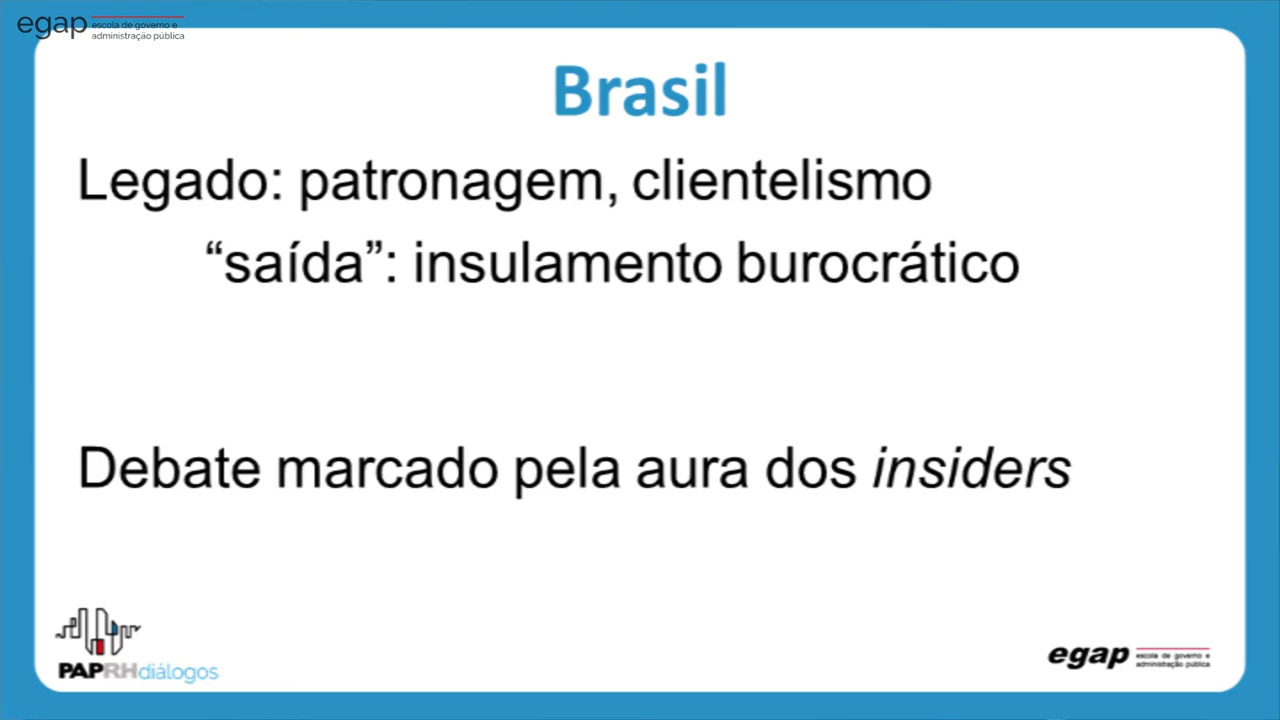 egap escola de governo e
administração pública
Brasil
Legado: patronagem, clientelismo
“saída”: insulamento burocrático
Debate marcado pela aura dos insiders
PAPRHdiálogos
egap escola de governo e
administração pública